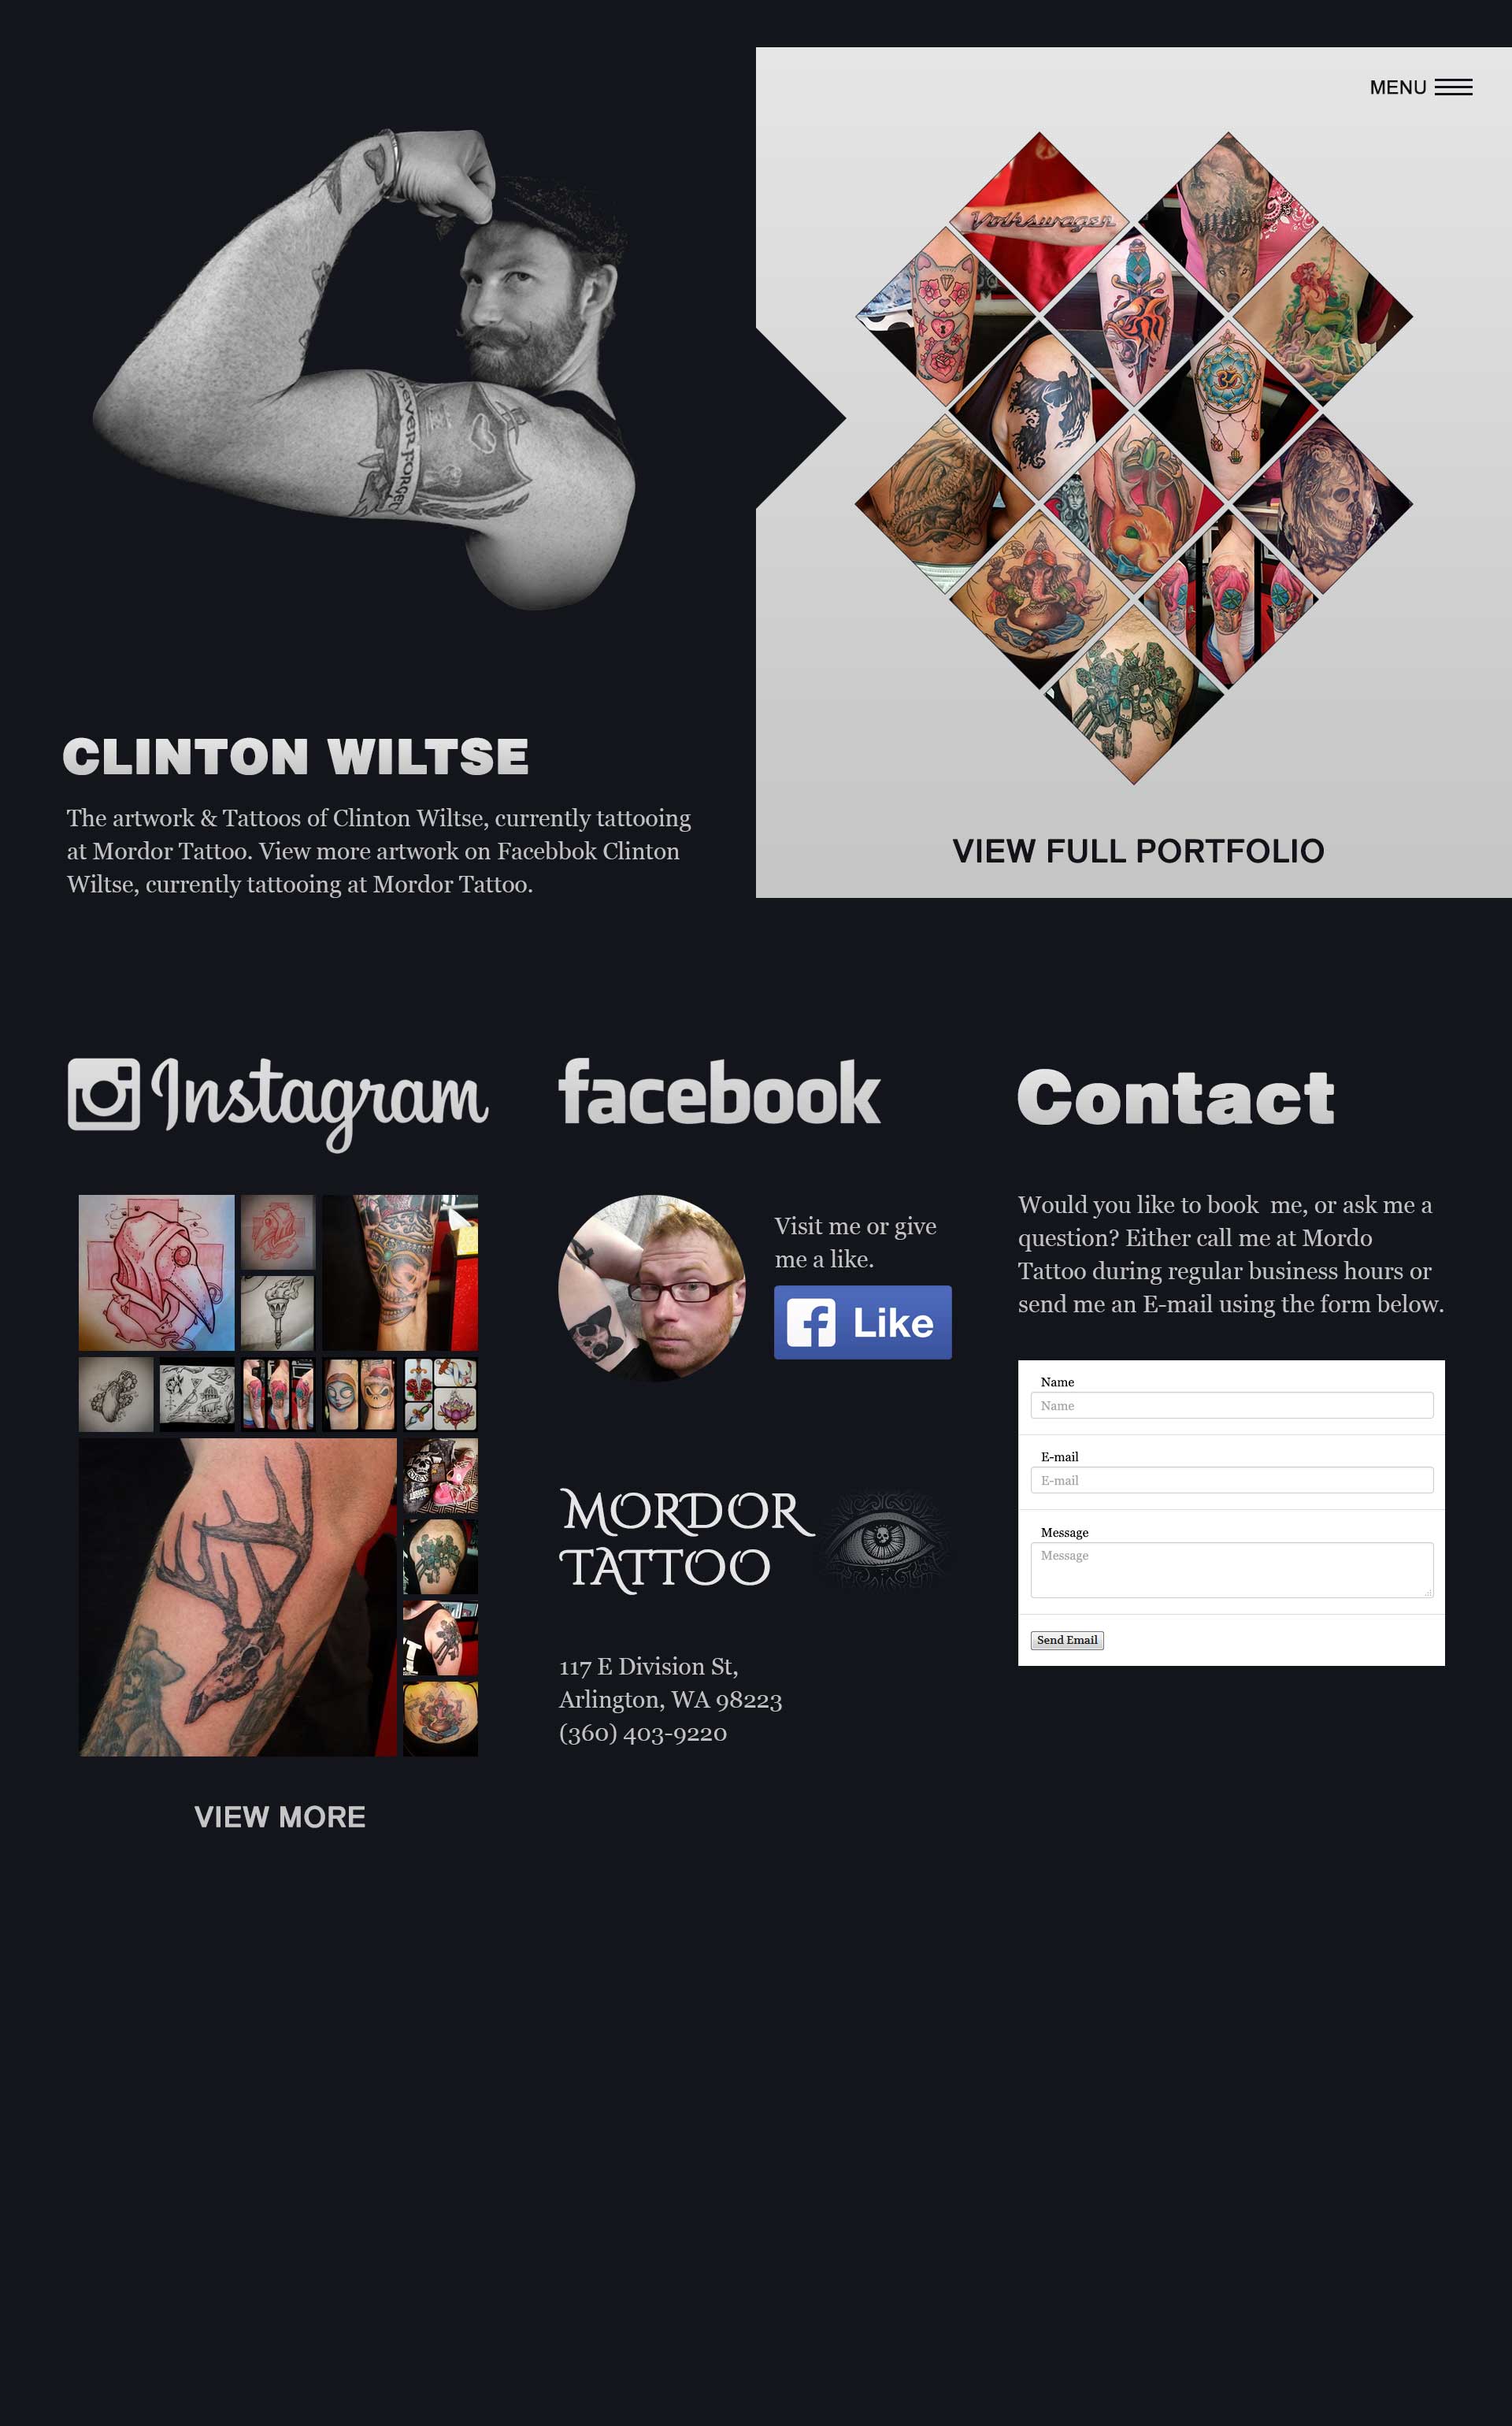 MENU
Volkswagen
NEVER FORGET
CLINTON WILTSE
The artwork & Tattoos of Clinton Wiltse, currently tattooing
at Mordor Tattoo. View more artwork on Facebbok Clinton
Wiltse, currently tattooing at Mordor Tattoo.
VIEW FULL PORTFOLIO
Instagram
VIEW MORE
facebook
Visit me or give
me a like.
Like
MORDOR
TATTOO
117 E Division St,
Arlington, WA 98223
(360) 403-9220
Contact
Would you like to book  me, or ask me a
question? Either call me at Mordo
Tattoo during regular business hours or
send me an E-mail using the form below.
Name
Name
E-mail
E-mail
Message
Message
Send Email